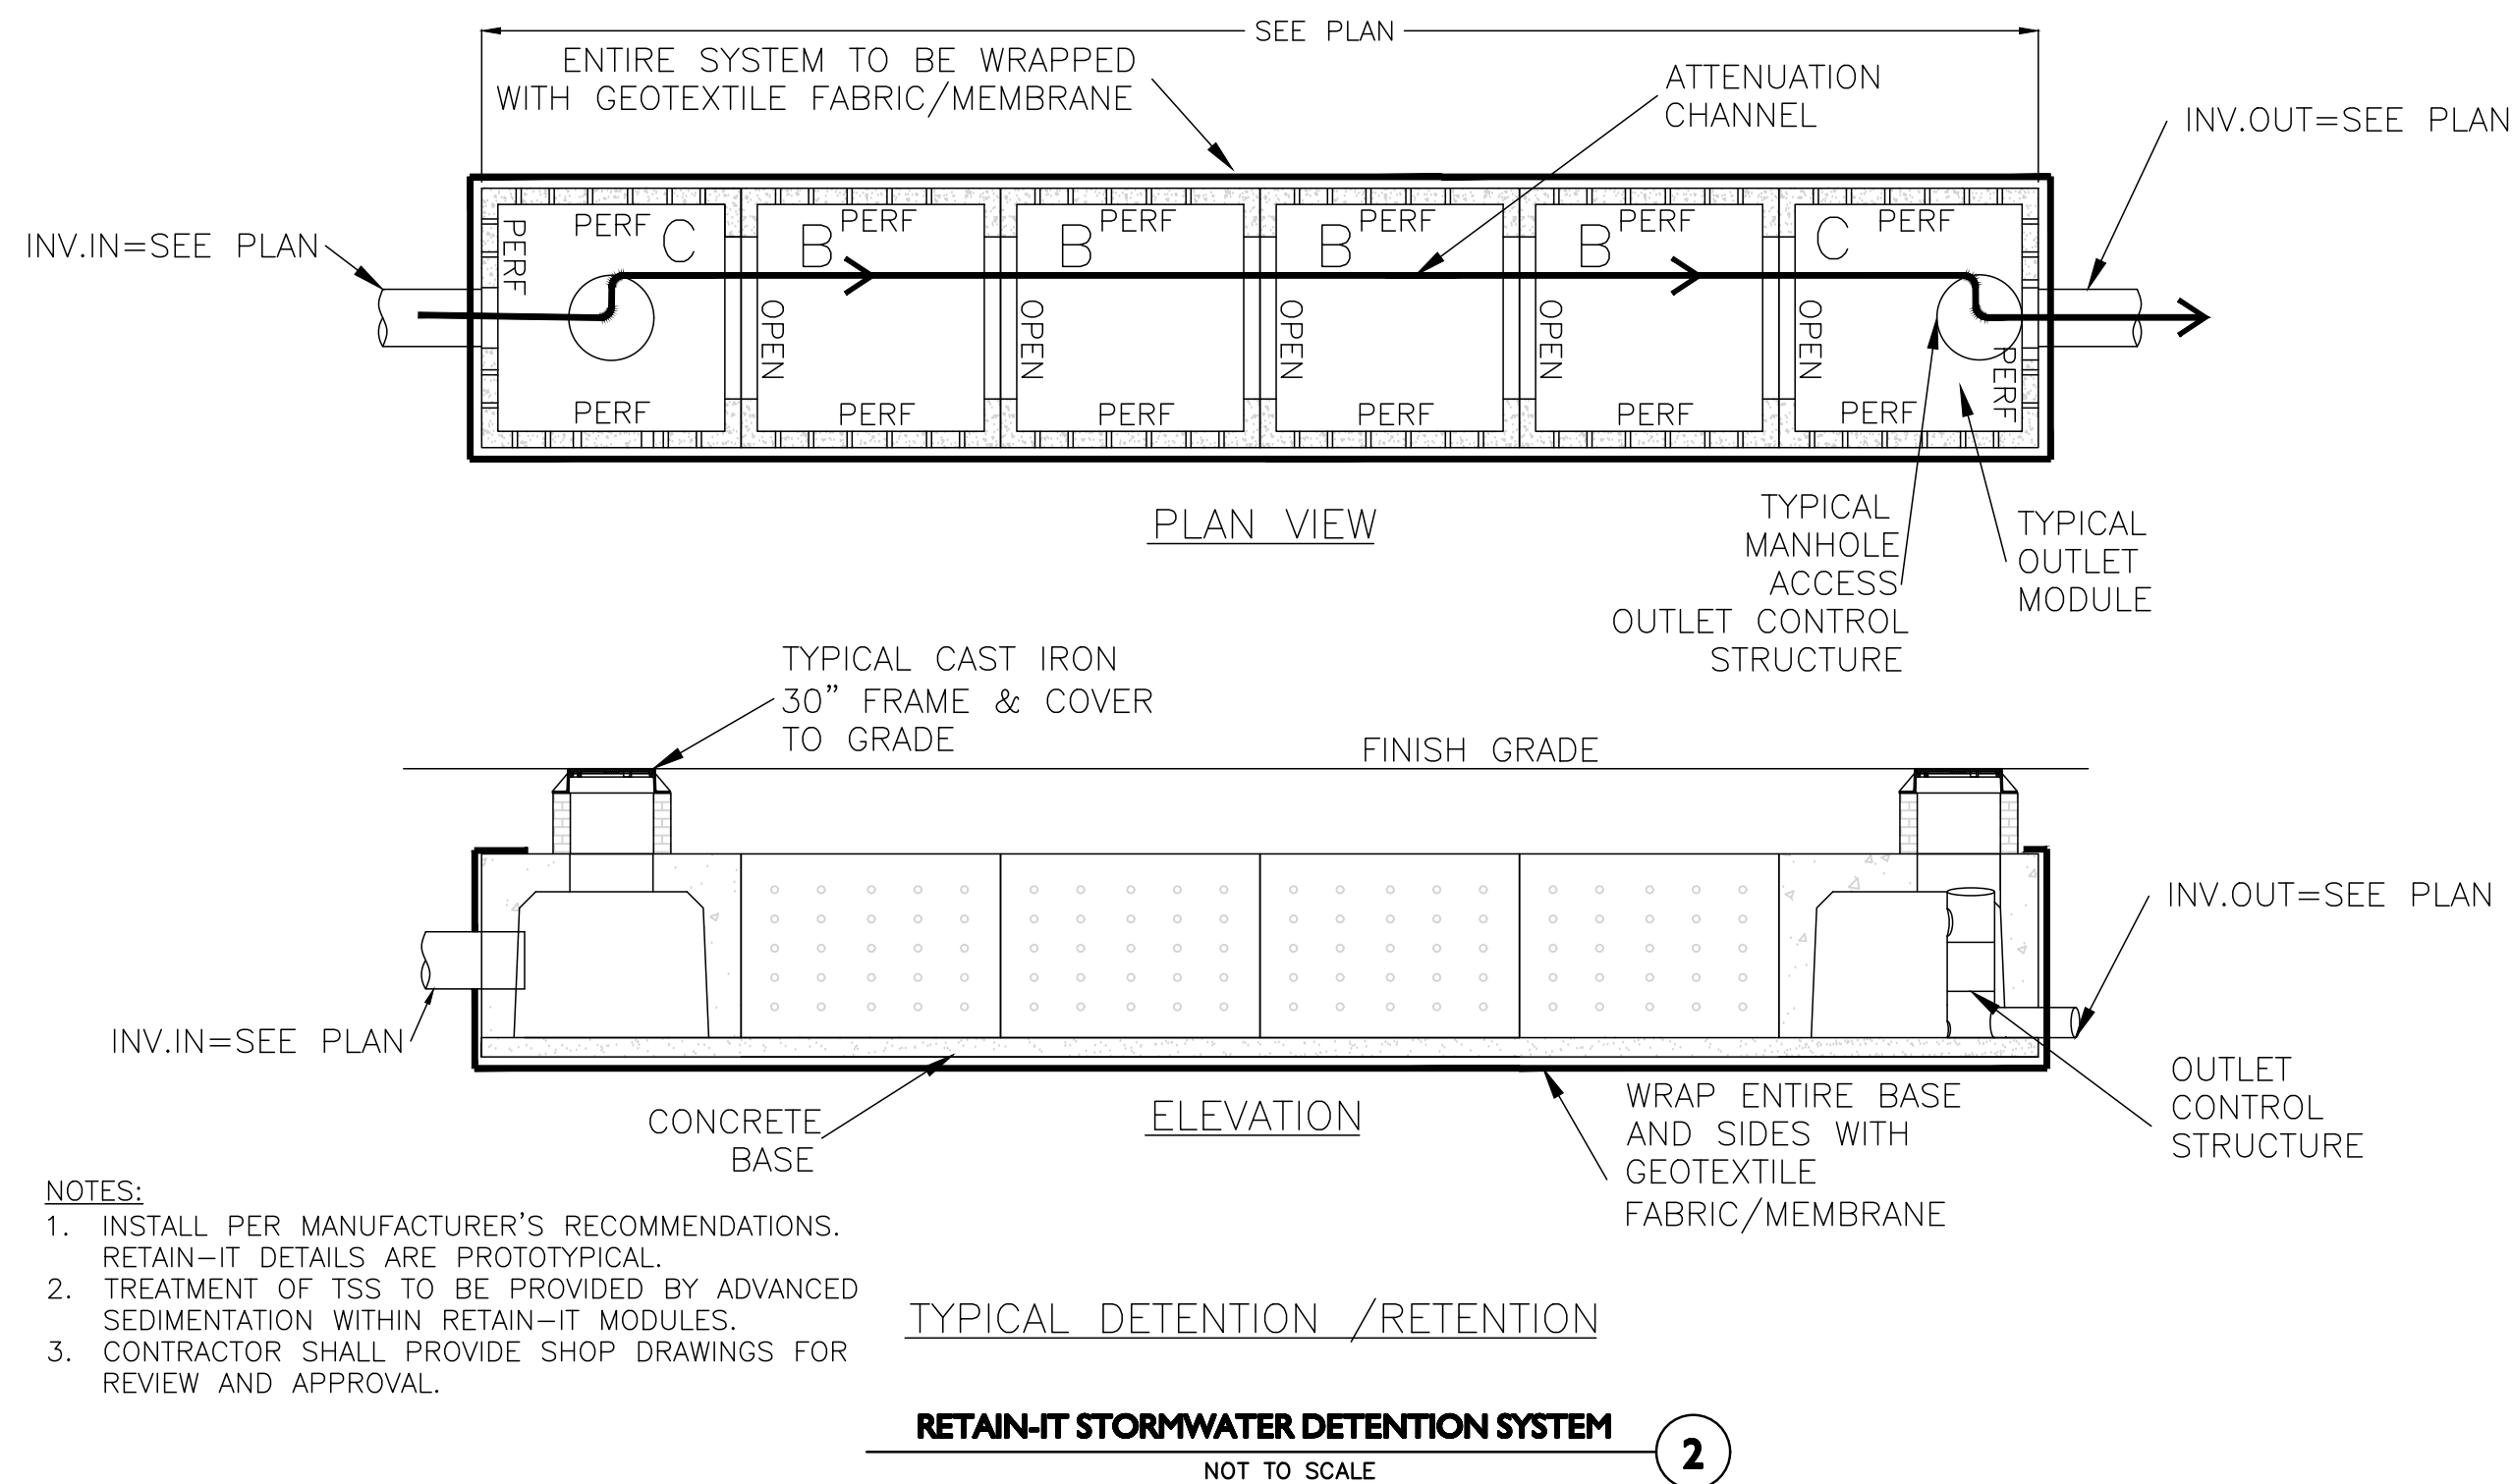 SEE PLAN
ENTIRE SYSTEM TO BE WRAPPED
WITH GEOTEXTILE FABRIC/MEMBRANE
ATTENUATION
CHANNEL
INV.OUT=SEE PLAN
INV.IN=SEE PLAN
PERF
PERF
C
PERF
B
PERF
OPEN
PERF
B
PERF
OPEN
PERF
B
PERF
OPEN
PERF
B
PERF
OPEN
PERF
C
PERF
OPEN
PERF
PERF
PLAN VIEW
TYPICAL
MANHOLE
ACCESS
OUTLET CONTROL
STRUCTURE
TYPICAL
OUTLET
MODULE
TYPICAL CAST IRON
30” FRAME & COVER
TO GRADE
FINISH GRADE
INV.OUT=SEE PLAN
INV.IN=SEE PLAN
CONCRETE
BASE
ELEVATION
WRAP ENTIRE BASE
AND SIDES WITH
GEOTEXTILE
FABRIC/MEMBRANE
OUTLET
CONTROL
STRUCTURE
NOTES:
1. INSTALL PER MANUFACTURER’S RECOMMENDATIONS.
RETAIN-IT DETAILS ARE PROTOTYPICAL.
2. TREATMENT OF TSS TO BE PROVIDED BY ADVANCED
SEDIMENTATION WITHIN RETAIN-IT MODULES.
3. CONTRACTOR SHALL PROVIDE SHOP DRAWINGS FOR
REVIEW AND APPROVAL.
TYPICAL DETENTION /RETENTION
RETAIN-IT STORMWATER DETENTION SYSTEM
2
NOT TO SCALE